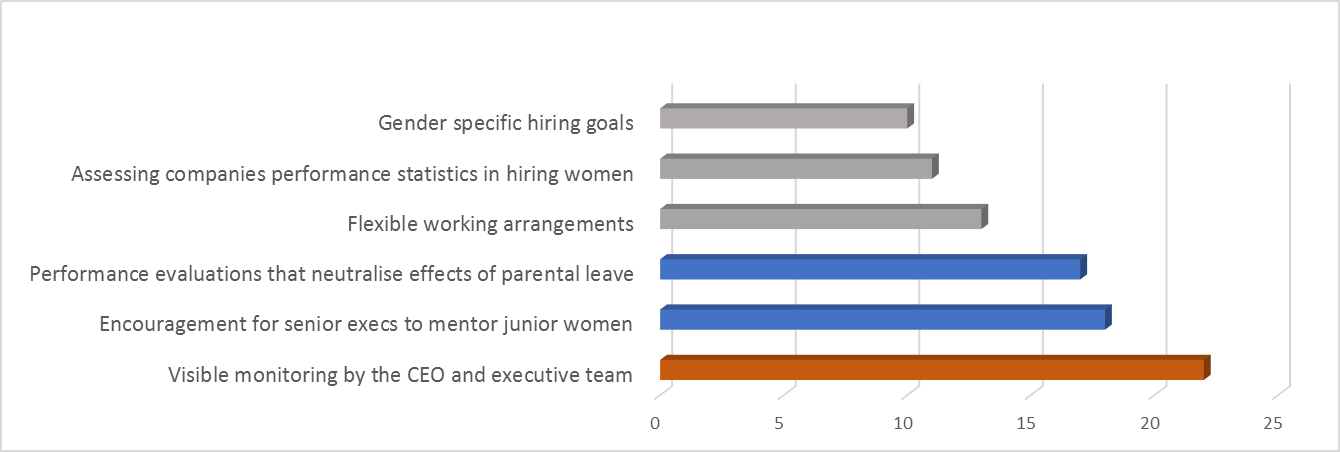 Gender specific hiring goals
Assessing companies performance statistics in hiring women
Flexible working arrangements
Performance evaluations that neutralise effects of parental leave
Encouragement for senior execs to mentor junior women
Visible monitoring by the CEO and executive team
0 5 10 15 20 25